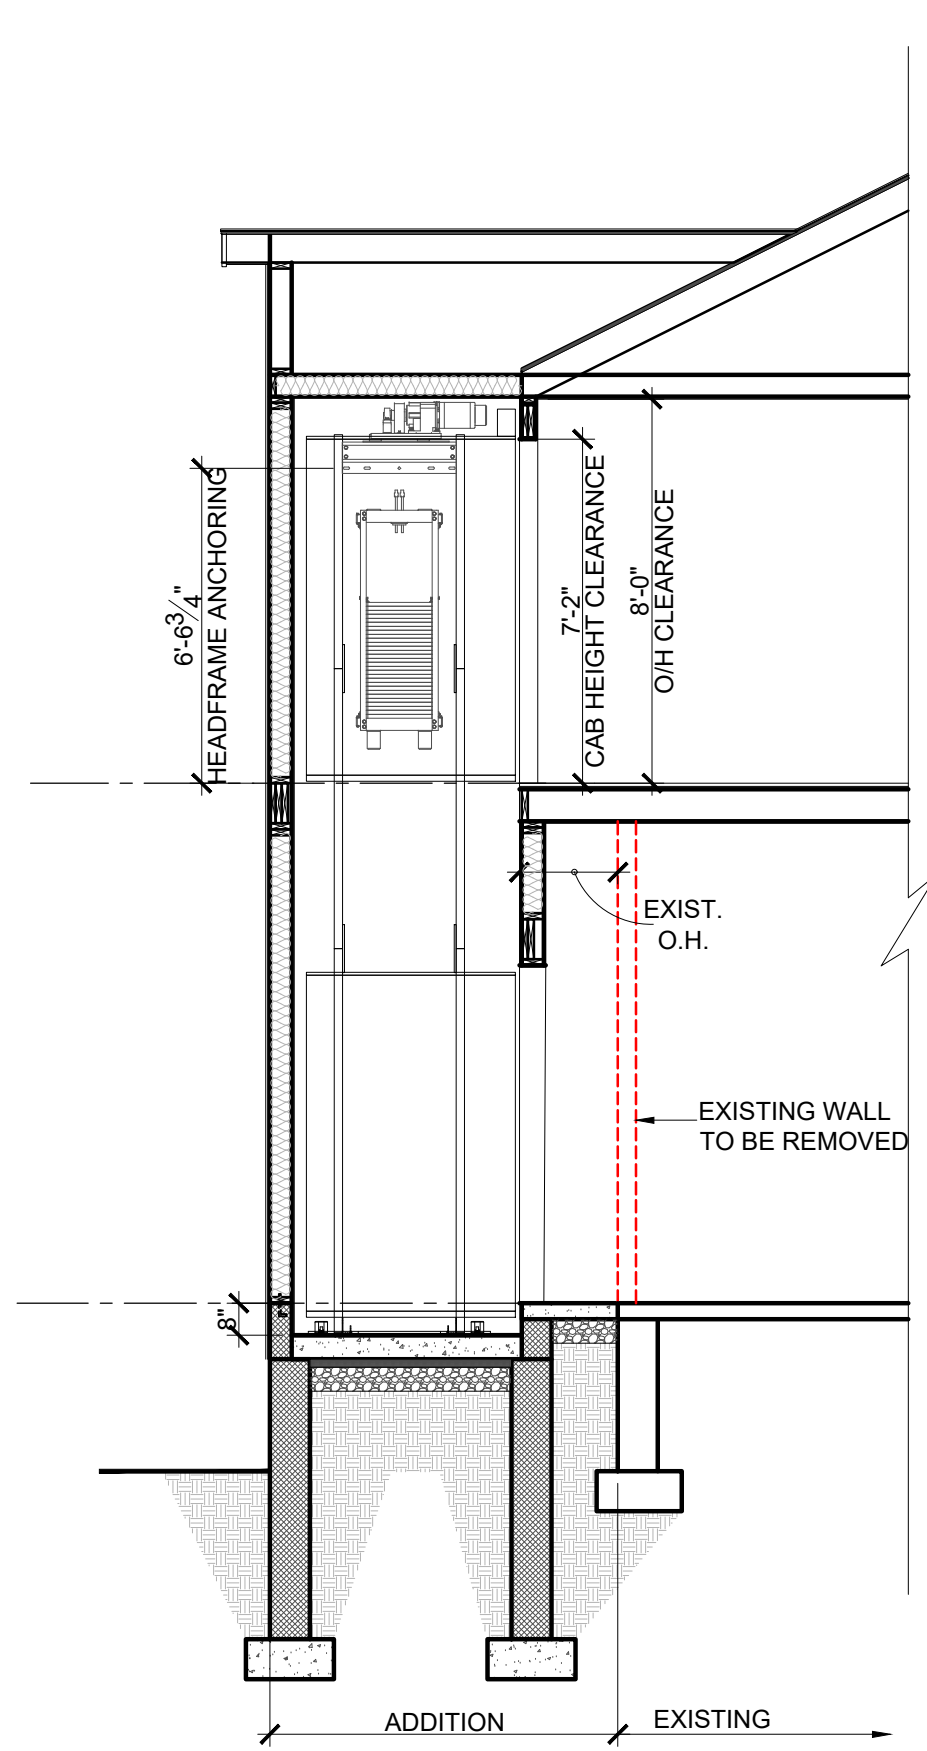 6'-6 3/4"
HEADFRAME ANCHORING
7'-2"
CAB HEIGHT CLEARANCE
8'-0"
O/H CLEARANCE
EXIST.
O.H.
EXISTING WALL
TO BE REMOVED
8"
ADDITION
EXISTING